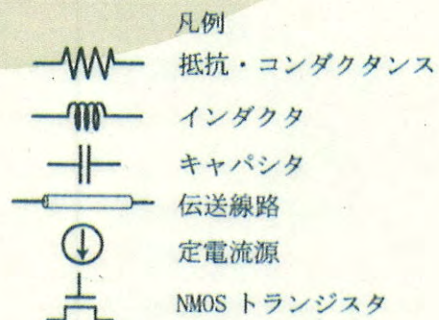 凡例
抵抗・コンダクタンス
インダクタ
キャパシタ
伝送線路
定電流源
NMOS トランジスタ